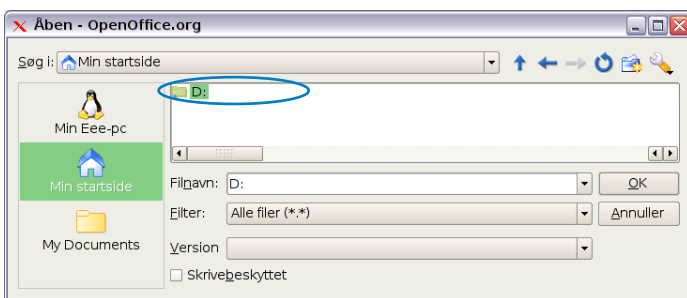 Åben - OpenOffice.org
Søg i: Min startside
D:
Min Eee-pc
Min startside
My Documents
Filnavn: D: OK
Filter: Alle filer (*.*) Annuller
Version
Skrivebeskyttet